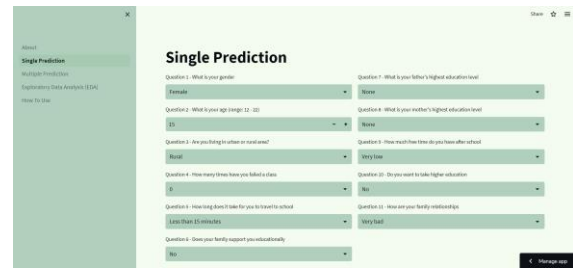 Share
About
Single Prediction
Multiple Prediction
Exploratory Data Analysis (EDA)
How To Use
Single Prediction
Question 1 - What is your gender
Female
Question 2 - What is your age (range: 12 - 22)
15
Question 3 - Are you living in urban or rural area?
Rural
Question 4 - How many times have you failed a class
0
Question 5 - How long does it take for you to travel to school
Less than 15 minutes
Question 6 - Does your family support you educationally
No
Question 7 - What is your father's highest education level
None
Question 8 - What is your mother's highest education level
None
Question 9 - How much free time do you have after school
Very low
Question 10 - Do you want to take higher education
No
Question 11 - How are your family relationships
Very bad
Manage app